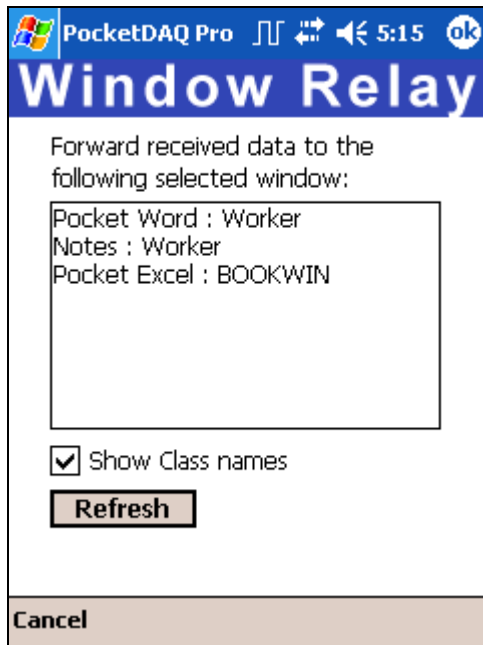 PocketDAQ Pro 5:15 ok
Window Relay
Forward received data to the
following selected window:
Pocket Word : Worker
Notes : Worker
Pocket Excel : BOOKWIN
Show Class names
Refresh
Cancel